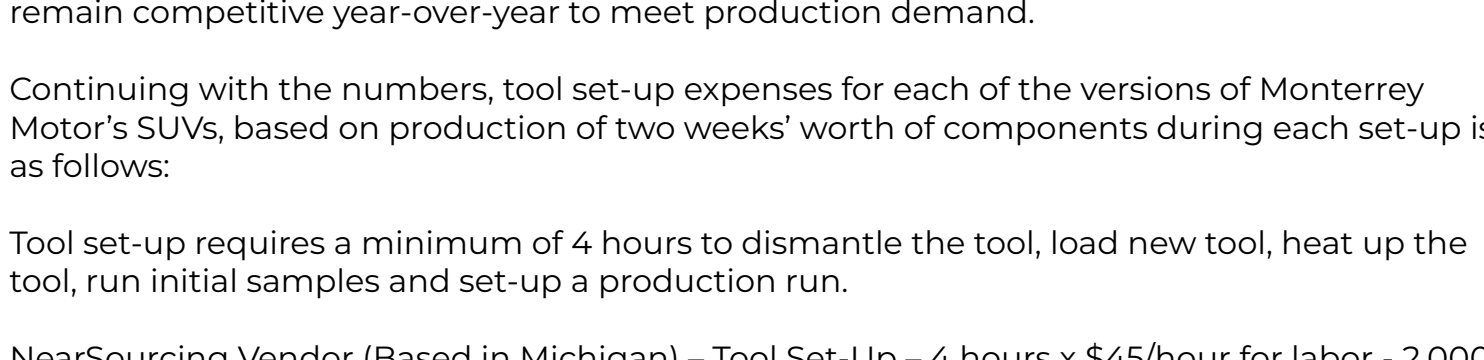 remain competitive year-over-year to meet production demand.
Continuing with the numbers, tool set-up expenses for each of the versions of Monterrey
Motor’s SUVs, based on production of two weeks’ worth of components during each set-up is
as follows:
Tool set-up requires a minimum of 4 hours to dismantle the tool, load new tool, heat up the
tool, run initial samples and set-up a production run.
NearSourcing Vendor (Based in Michigan) – Tool Set-Up – 4 hours x $45/hour for labor - 2,000